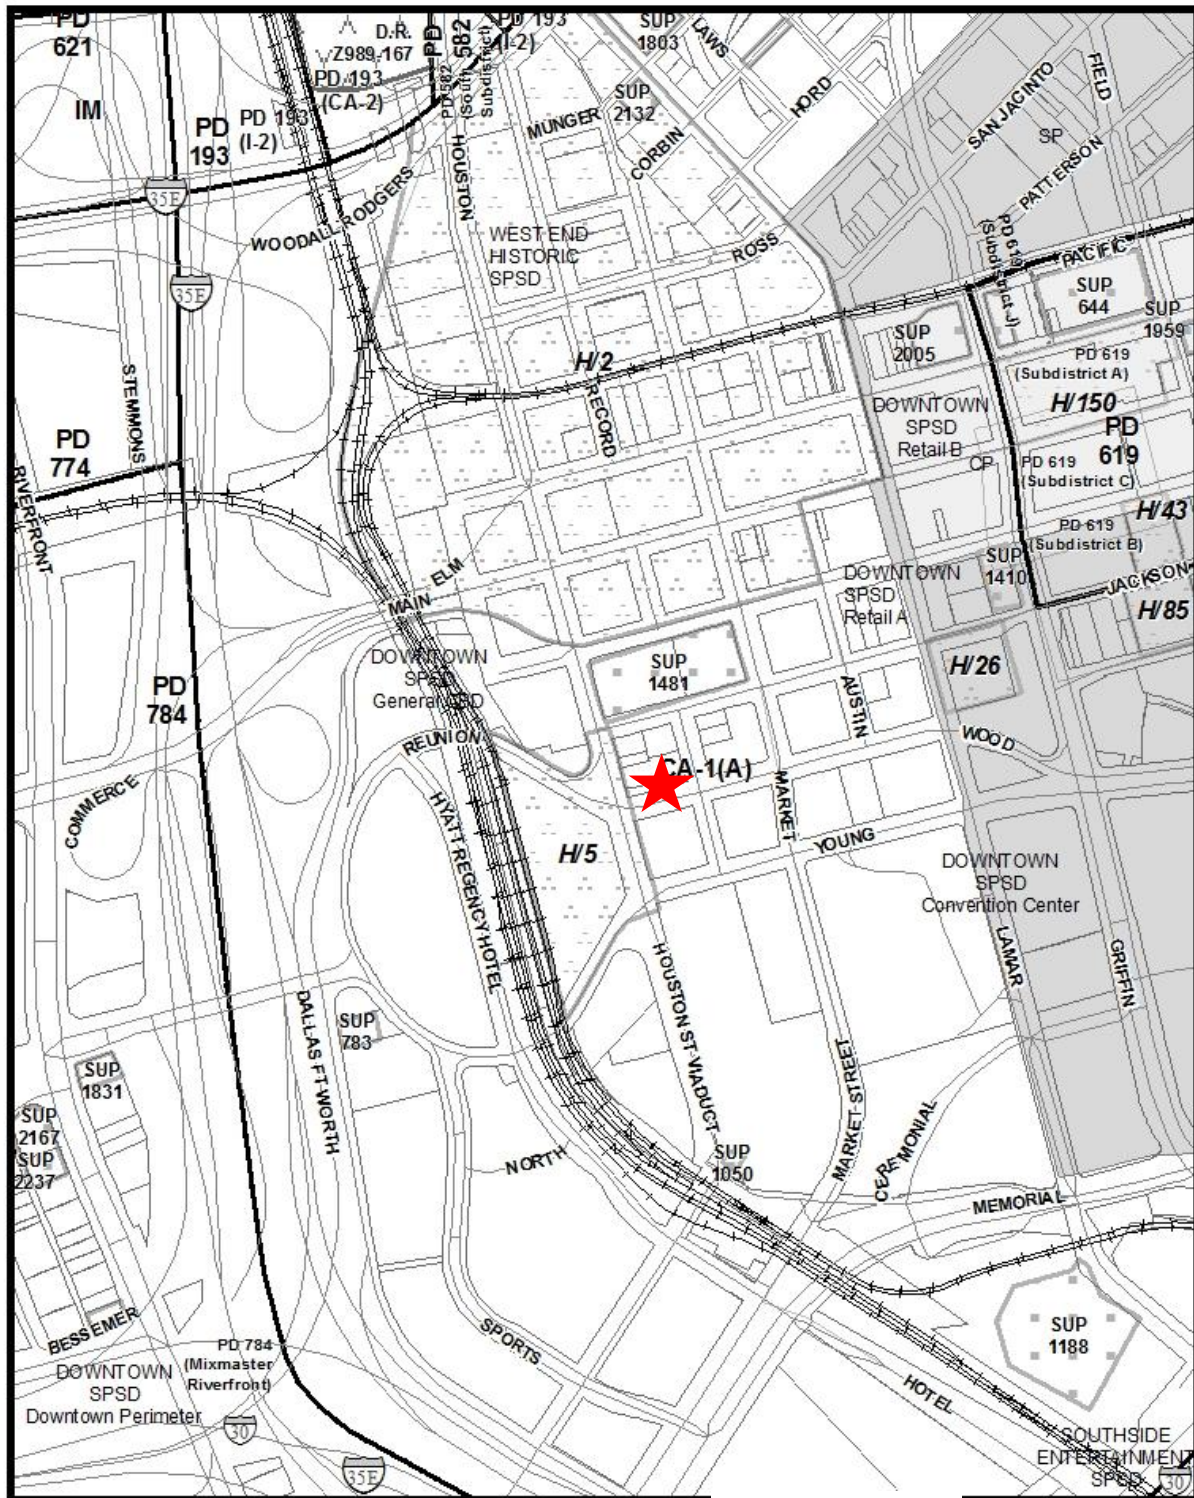 PD
621
IM
D.R.
Z989-167
PD 193
(CA-2)
PD 193
(I-2)
PD
193
PD 582
(South
Subdistrict)
PD 193
(I-2)
SUP
1803
LAWS
HORD
SUP
2132
MUNGER
CORBIN
HOUSTON
35E
WOODALL RODGERS
WEST END
HISTORIC
SPSD
ROSS
SAN JACINTO
FIELD
SP
PATTERSON
PD 619
(Subdistrict J)
PACIFIC
SUP
644
SUP
1959
SUP
2005
PD 619
(Subdistrict A)
35E
STEMMONS
H/2
RECORD
DOWNTOWN
SPSD
Retail B
CP
H/150
PD
619
PD 619
(Subdistrict C)
PD
774
RIVERFRONT
H/43
PD 619
(Subdistrict B)
SUP
1410
JACKSON
H/85
ELM
MAIN
DOWNTOWN
SPSD
Retail A
DOWNTOWN
SPSD
General CBD
SUP
1481
H/26
PD
784
AUSTIN
REUNION
WOOD
CA-1(A)
MARKET
COMMERCE
HYATT REGENCY HOTEL
YOUNG
H/5
DOWNTOWN
SPSD
Convention Center
HOUSTON ST VIADUCT
LAMAR
GRIFFIN
DALLAS FT WORTH
SUP
783
SUP
1831
SUP
2167
SUP
2237
MARKET STREET
CEREMONIAL
NORTH
SUP
1050
MEMORIAL
BESSEMER
SPORTS
PD 784
(Mixmaster
Riverfront)
DOWNTOWN
SPSD
Downtown Perimeter
30
35E
SUP
1188
HOTEL
SOUTHSIDE
ENTERTAINMENT
SPSD
30